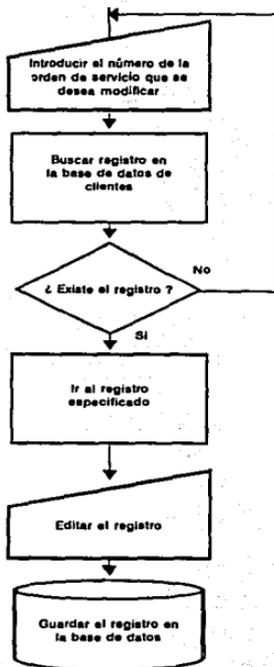 Introducir el número de la
orden de servicio que se
desea modificar
Buscar registro en
la base de datos de
clientes
¿ Existe el registro ?
No
Si
Ir al registro
especificado
Editar el registro
Guardar el registro en
la base de datos